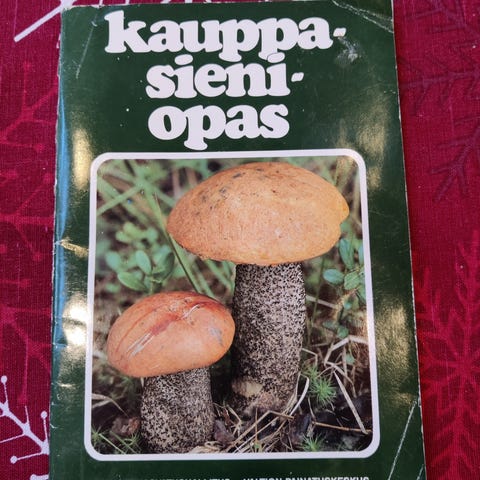 kauppa-
sieni-
opas